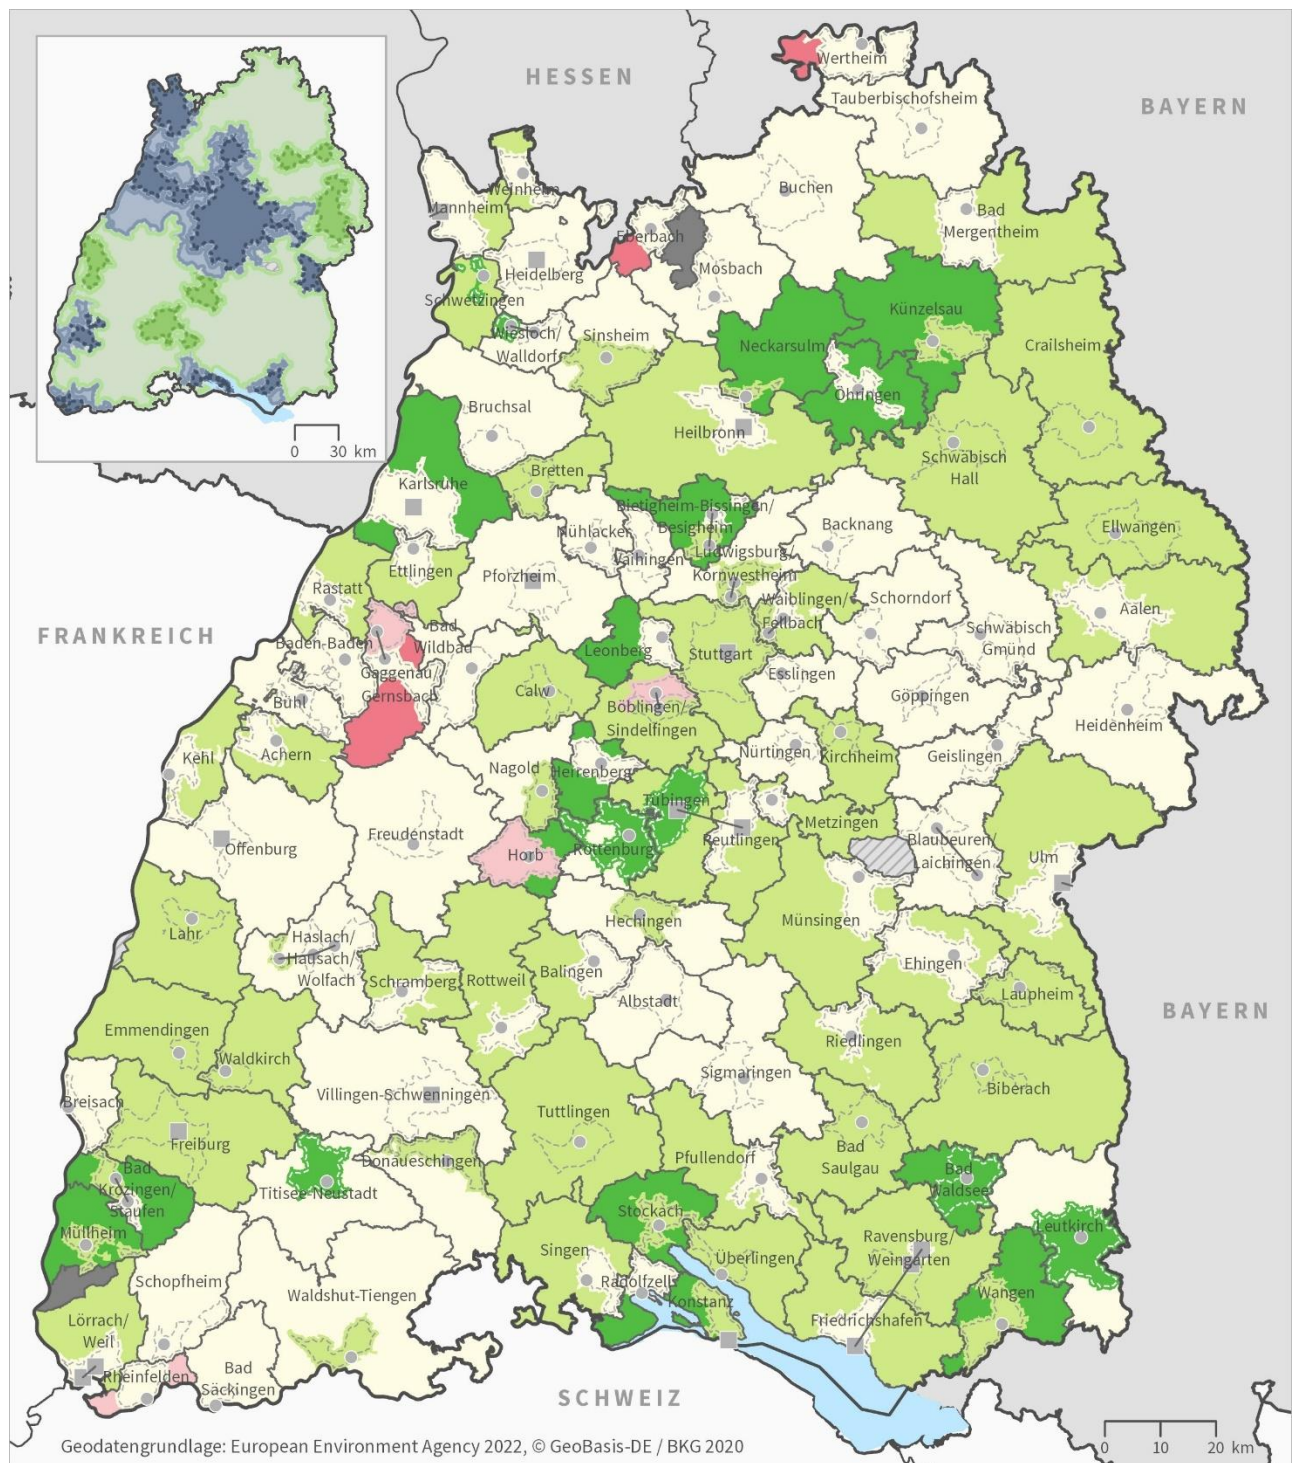 HESSEN
BAYERN
Wertheim
Tauberbischofsheim
Buchen
Weinheim
Mannheim
Bad
Mergentheim
Eberbach
Mosbach
Heidelberg
Schwetzingen
Künzelsau
Wiesloch/
Walldorf
Sinsheim
Neckarsulm
Crailsheim
Öhringen
Bruchsal
Heilbronn
Schwäbisch
Hall
0 30 km
Bretten
Karlsruhe
Bietigheim-Bissingen/
Besigheim
Backnang
Ellwangen
Mühlacker
Vaihingen
Ludwigsburg/
Kornwestheim
Ettlingen
Pforzheim
Rastatt
Waiblingen/
Fellbach
Schorndorf
Aalen
FRANKREICH
Baden-Baden
Bad
Wildbad
Leonberg
Stuttgart
Schwäbisch
Gmünd
Gaggenau/
Gernsbach
Esslingen
Bühl
Calw
Böblingen/
Sindelfingen
Göppingen
Heidenheim
Kehl
Achern
Nagold
Herrenberg
Nürtingen
Kirchheim
Geislingen
Tübingen
Metzingen
Offenburg
Freudenstadt
Horb
Rottenburg
Reutlingen
Blaubeuren/
Laichingen
Ulm
Lahr
Haslach/
Hausach/
Wolfach
Hechingen
Münsingen
Schramberg
Rottweil
Balingen
Albstadt
Ehingen
Laupheim
BAYERN
Emmendingen
Waldkirch
Riedlingen
Breisach
Villingen-Schwenningen
Sigmaringen
Biberach
Freiburg
Tuttlingen
Bad
Saulgau
Bad
Krozingen/
Staufen
Titisee-Neustadt
Donaueschingen
Pfullendorf
Bad
Waldsee
Müllheim
Stockach
Leutkirch
Singen
Überlingen
Ravensburg/
Weingarten
Schopfheim
Waldshut-Tiengen
Radolfzell
Konstanz
Wangen
Lörrach/
Weil
Friedrichshafen
Rheinfelden
Bad
Säckingen
SCHWEIZ
Geodatengrundlage: European Environment Agency 2022, © GeoBasis-DE / BKG 2020
0 10 20 km